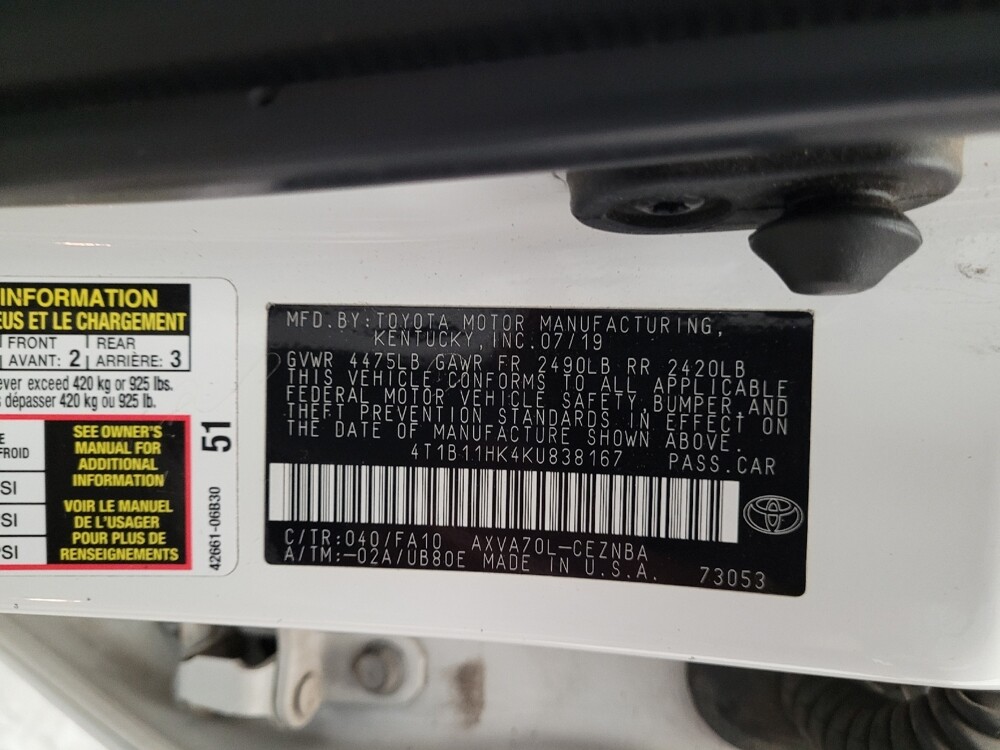 INFORMATION
EUS ET LE CHARGEMENT
FRONT REAR
AVANT: 2 ARRIÈRE: 3
ever exceed 420 kg or 925 lbs.
dépasser 420 kg ou 925 lb.
E
FROID
SI
SI
SI
SEE OWNER'S
MANUAL FOR
ADDITIONAL
INFORMATION
VOIR LE MANUEL
DE L'USAGER
POUR PLUS DE
RENSEIGNEMENTS
51
42661-06B30
MFD.BY:TOYOTA MOTOR MANUFACTURING,
KENTUCKY,INC.07/19
GVWR 4475LB GAWR FR 2490LB RR 2420LB
THIS VEHICLE CONFORMS TO ALL APPLICABLE
FEDERAL MOTOR VEHICLE SAFETY, BUMPER,AND
THEFT PREVENTION STANDARDS IN EFFECT ON
THE DATE OF MANUFACTURE SHOWN ABOVE.
4T1B11HK4KU838167 PASS.CAR
C/TR:040/FA10 AXVA70L-CEZNBA
A/TM:-02A/UB80E MADE IN U.S.A. 73053